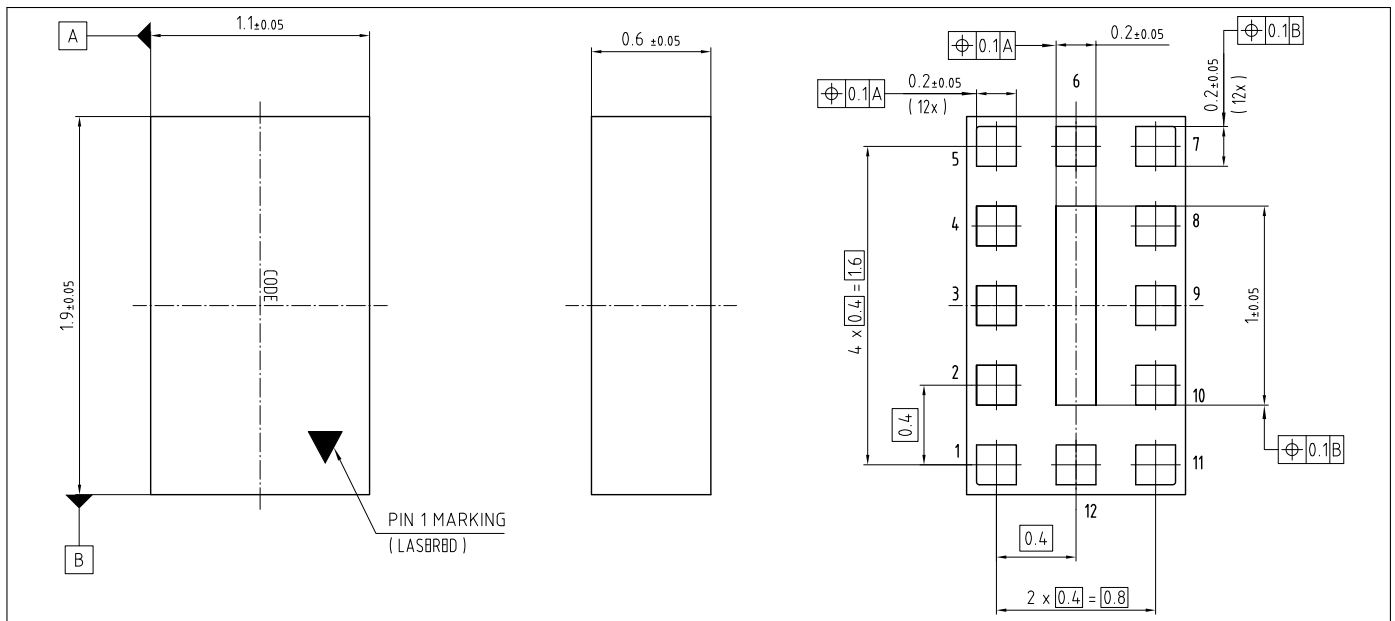 A
1.1±0.05
1.9±0.05
CODE
PIN 1 MARKING
( LASBRBD )
B
0.6 ±0.05
⌖ 0.1 A
0.2±0.05
⌖ 0.1 B
⌖ 0.1 A
0.2±0.05
( 12x )
6
0.2±0.05
( 12x )
5
7
4
8
3
9
2
10
1
11
12
4 x 0.4 = 1.6
0.4
1±0.05
⌖ 0.1 B
0.4
2 x 0.4 = 0.8